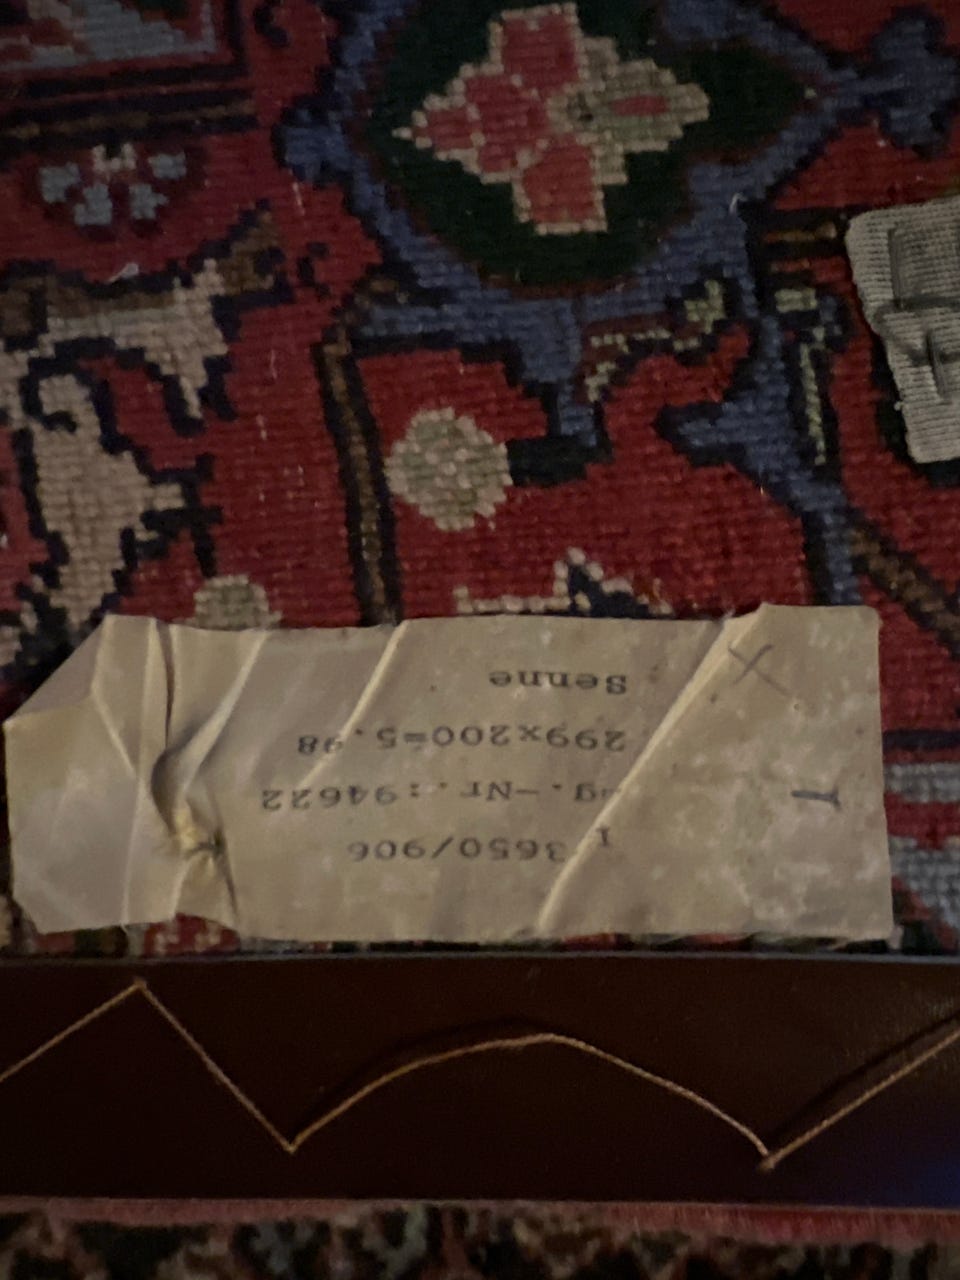 I 3650/906
g.-Nr.:94622
299x200=5.98
Senne
X